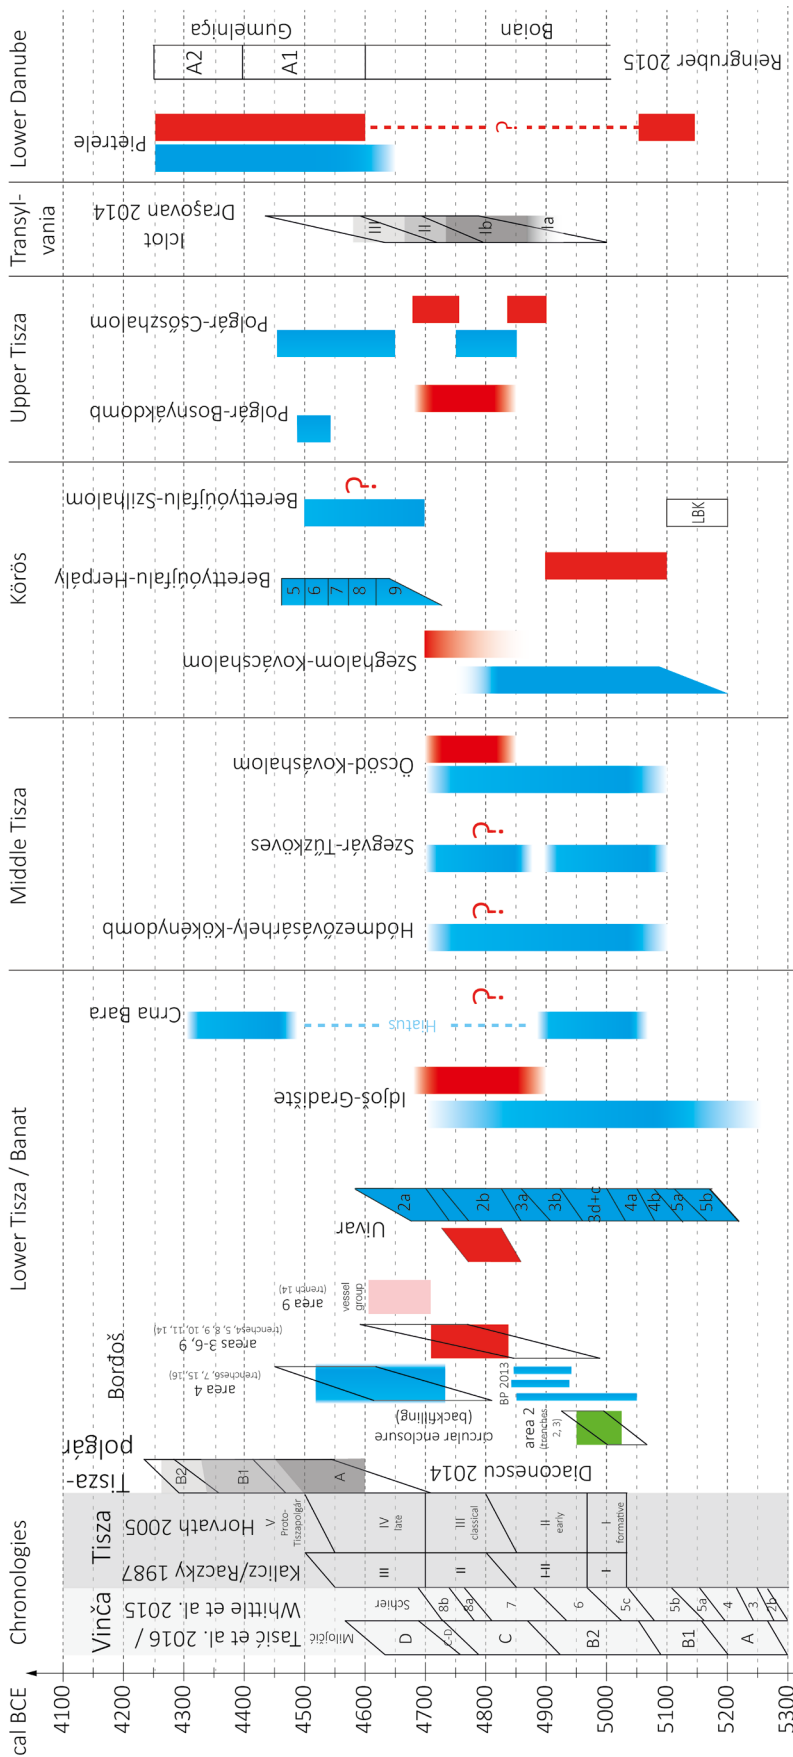 cal BCE
4100
4200
4300
4400
4500
4600
4700
4800
4900
5000
5100
5200
5300
Chronologies
Vinča
Tasić et al. 2016 /
Whittle et al. 2015
Milojčić
D
C-D
C
B2
B1
A
Schier
8b
8a
7
6
5c
5b
5a
4
3
2b
Tisza
Kalicz/Raczky 1987
III
II
I-II
I
Horvath 2005
V
Proto-
Tiszapolgár
IV
late
III
classical
II
early
I
formative
Tisza-
polgár
B2
B1
A
Diaconescu 2014
Lower Tisza / Banat
Bordoš
area 2
(trenches
2, 3)
circular enclosure
(backfilling)
BP 2013
area 4
(trenches6, 7, 15,16)
areas 3-6, 9
(trenches4, 5, 8, 9, 10, 11, 14)
area 9
(trench 14)
vessel
group
Uivar
2a
2b
3a
3b
3d+c
4a
4b
5a
5b
Idjoš-Gradište
Crna Bara
Hiatus
?
Middle Tisza
Hódmezővásárhely-Kökénydomb
?
Szegvár-Tűzköves
?
Öcsöd-Kováshalom
Körös
Szeghalom-Kovácshalom
Berettyóújfalu-Herpály
5
6
7
8
9
Berettyóújfalu-Szilhalom
?
LBK
Upper Tisza
Polgár-Bosnyákdomb
Polgár-Csőszhalom
Transyl-
vania
Iclot
Drașovan 2014
III
II
Ib
Ia
Lower Danube
Pietrele
?
A2
A1
Gumelniţa
Boian
Reingruber 2015